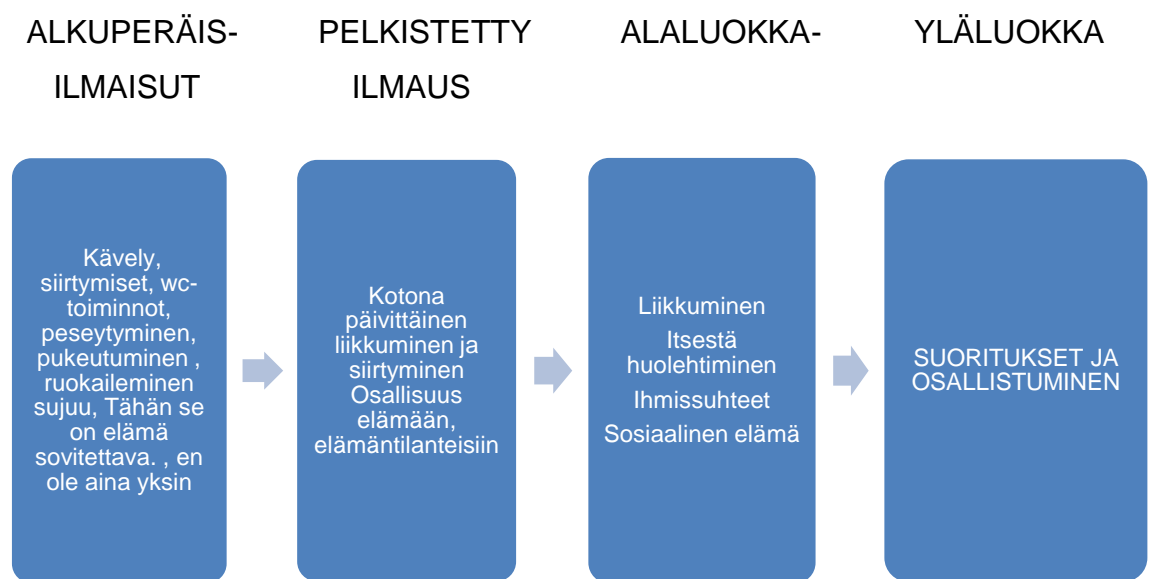 ALKUPERÄIS-
ILMAISUT
PELKISTETTY
ILMAUS
ALALUOKKA-
YLÄLUOKKA
Kävely,
siirtymiset, wc-
toiminnot,
peseytyminen,
pukeutuminen ,
ruokaileminen
sujuu, Tähän se
on elämä
sovitettava. , en
ole aina yksin
Kotona
päivittäinen
liikkuminen ja
siirtyminen
Osallisuus
elämään,
elämäntilanteisiin
Liikkuminen
Itsestä
huolehtiminen
Ihmissuhteet
Sosiaalinen elämä
SUORITUKSET JA
OSALLISTUMINEN